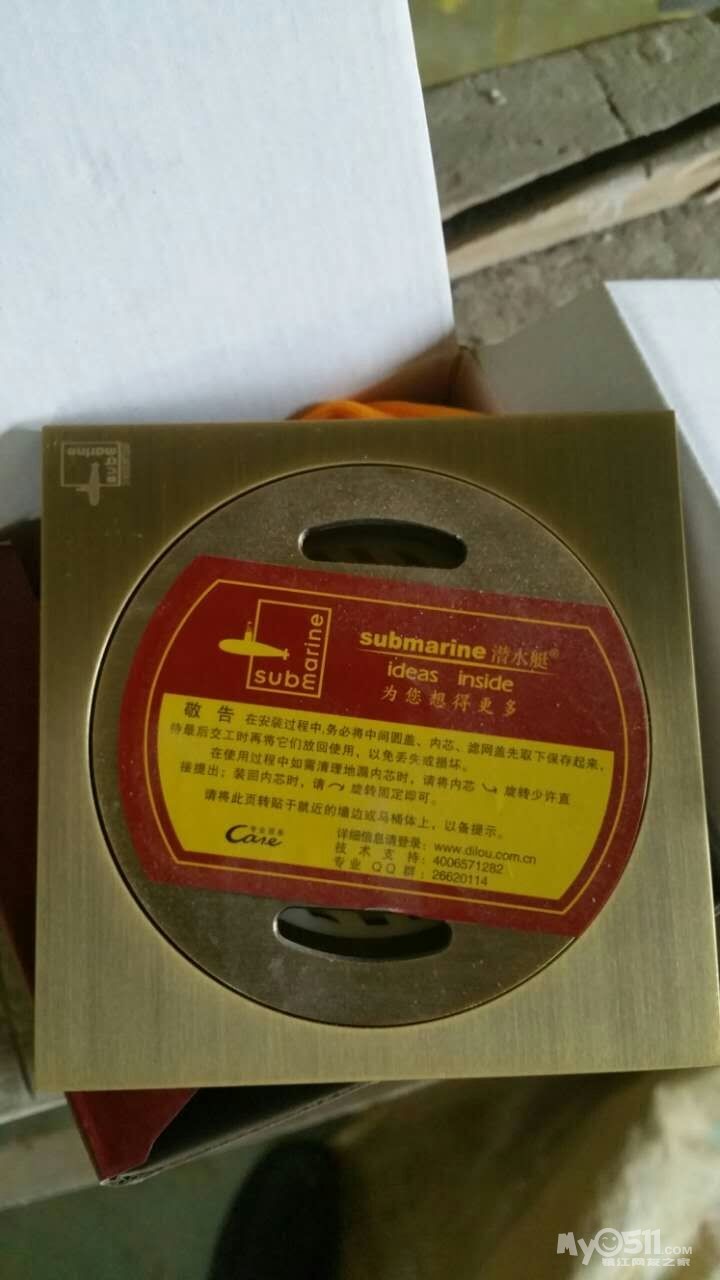 submarine
submarine
submarine 潜水艇®
ideas inside
为您想得更多
敬告 在安装过程中,务必将中间圆盖、内芯、滤网盖先取下保存起来,
待最后交工时再将它们放回使用,以免丢失或损坏。
在使用过程中如需清理地漏内芯时,请将内芯⤵旋转少许直
接提出;装回内芯时,请↷旋转固定即可。
请将此页转贴于就近的墙边或马桶体上,以备提示。
Care
详细信息请登录:www.dilou.com.cn
技术支持:4006571282
专业QQ群:26620114
My0511.COM
镇江网友之家